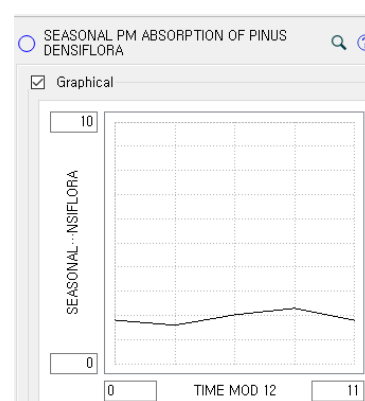 SEASONAL PM ABSORPTION OF PINUS
DENSIFLORA
Graphical
10
SEASONAL···NSIFLORA
0
0
TIME MOD 12
11